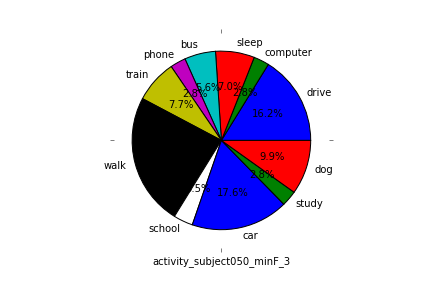 bus
sleep
phone
computer
train
drive
5.6%
7.0%
2.8%
2.8%
7.7%
16.2%
walk
9.9%
dog
2.8%
17.6%
study
school
car
activity_subject050_minF_3